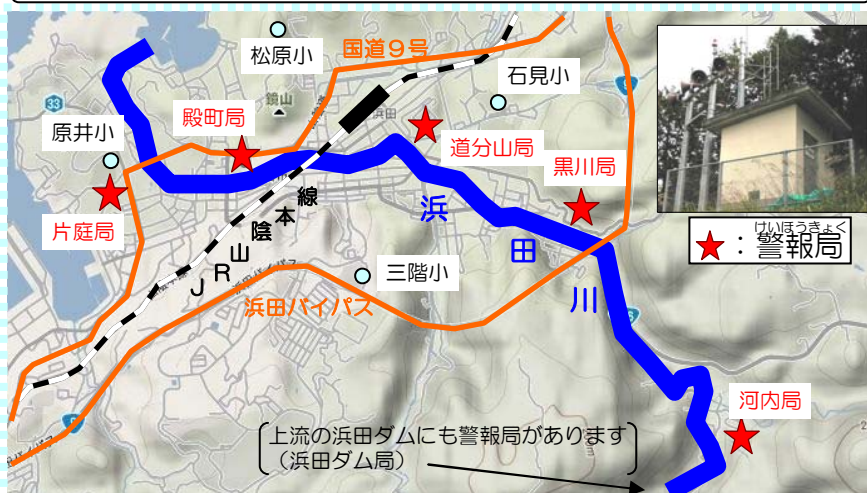 松原小
国道９号
石見小
鏡山
33
9
浜田
原井小
殿町局
道分山局
黒川局
片庭局
浜田川
ＪＲ山陰本線
浜田バイパス
三階小
けいほうきょく
★：警報局
河内局
上流の浜田ダムにも警報局があります
（浜田ダム局）
9